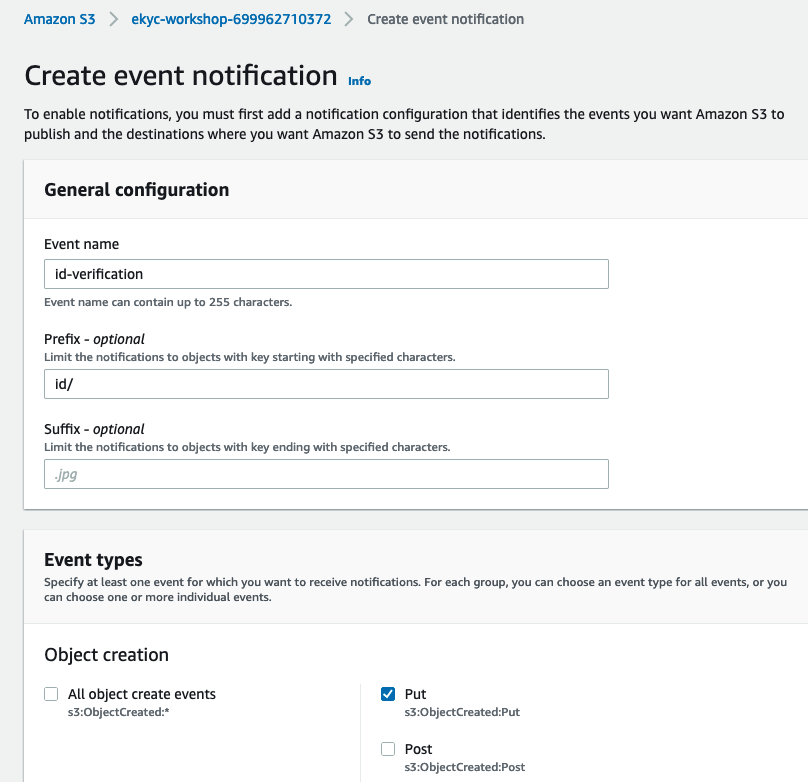 Amazon S3 > ekyc-workshop-699962710372 > Create event notification
Create event notification Info
To enable notifications, you must first add a notification configuration that identifies the events you want Amazon S3 to
publish and the destinations where you want Amazon S3 to send the notifications.
General configuration
Event name
id-verification
Event name can contain up to 255 characters.
Prefix - optional
Limit the notifications to objects with key starting with specified characters.
id/
Suffix - optional
Limit the notifications to objects with key ending with specified characters.
.jpg
Event types
Specify at least one event for which you want to receive notifications. For each group, you can choose an event type for all events, or you
can choose one or more individual events.
Object creation
All object create events
s3:ObjectCreated:*
Put
s3:ObjectCreated:Put
Post
s3:ObjectCreated:Post